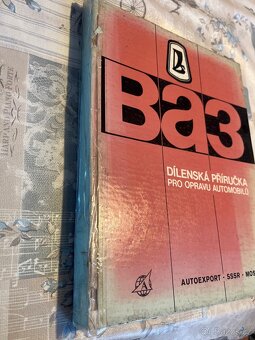 ВАЗ
DÍLENSKÁ PŘÍRUČKA
PRO OPRAVU AUTOMOBILŮ
AUTOEXPORT - SSSR - MOS